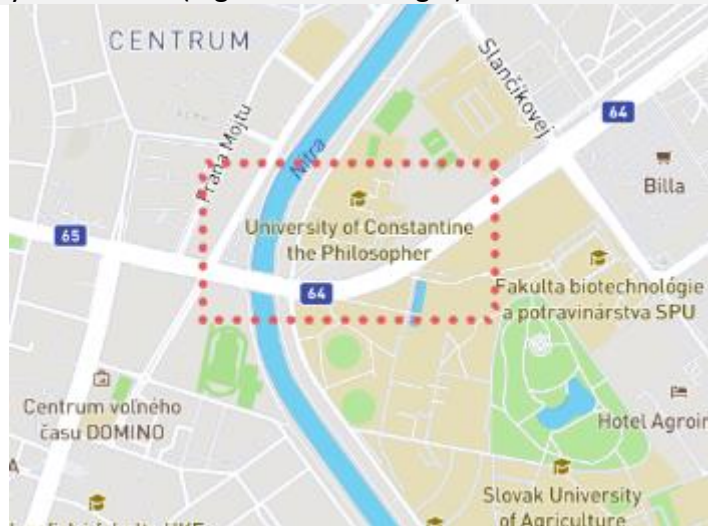 CENTRUM
Slančíkovej
64
Fraňa Mojtu
Nitra
Billa
University of Constantine
the Philosopher
65
64
Fakulta biotechnológie
a potravinárstva SPU
Centrum voľného
času DOMINO
Hotel Agroin
Slovak University
of Agriculture